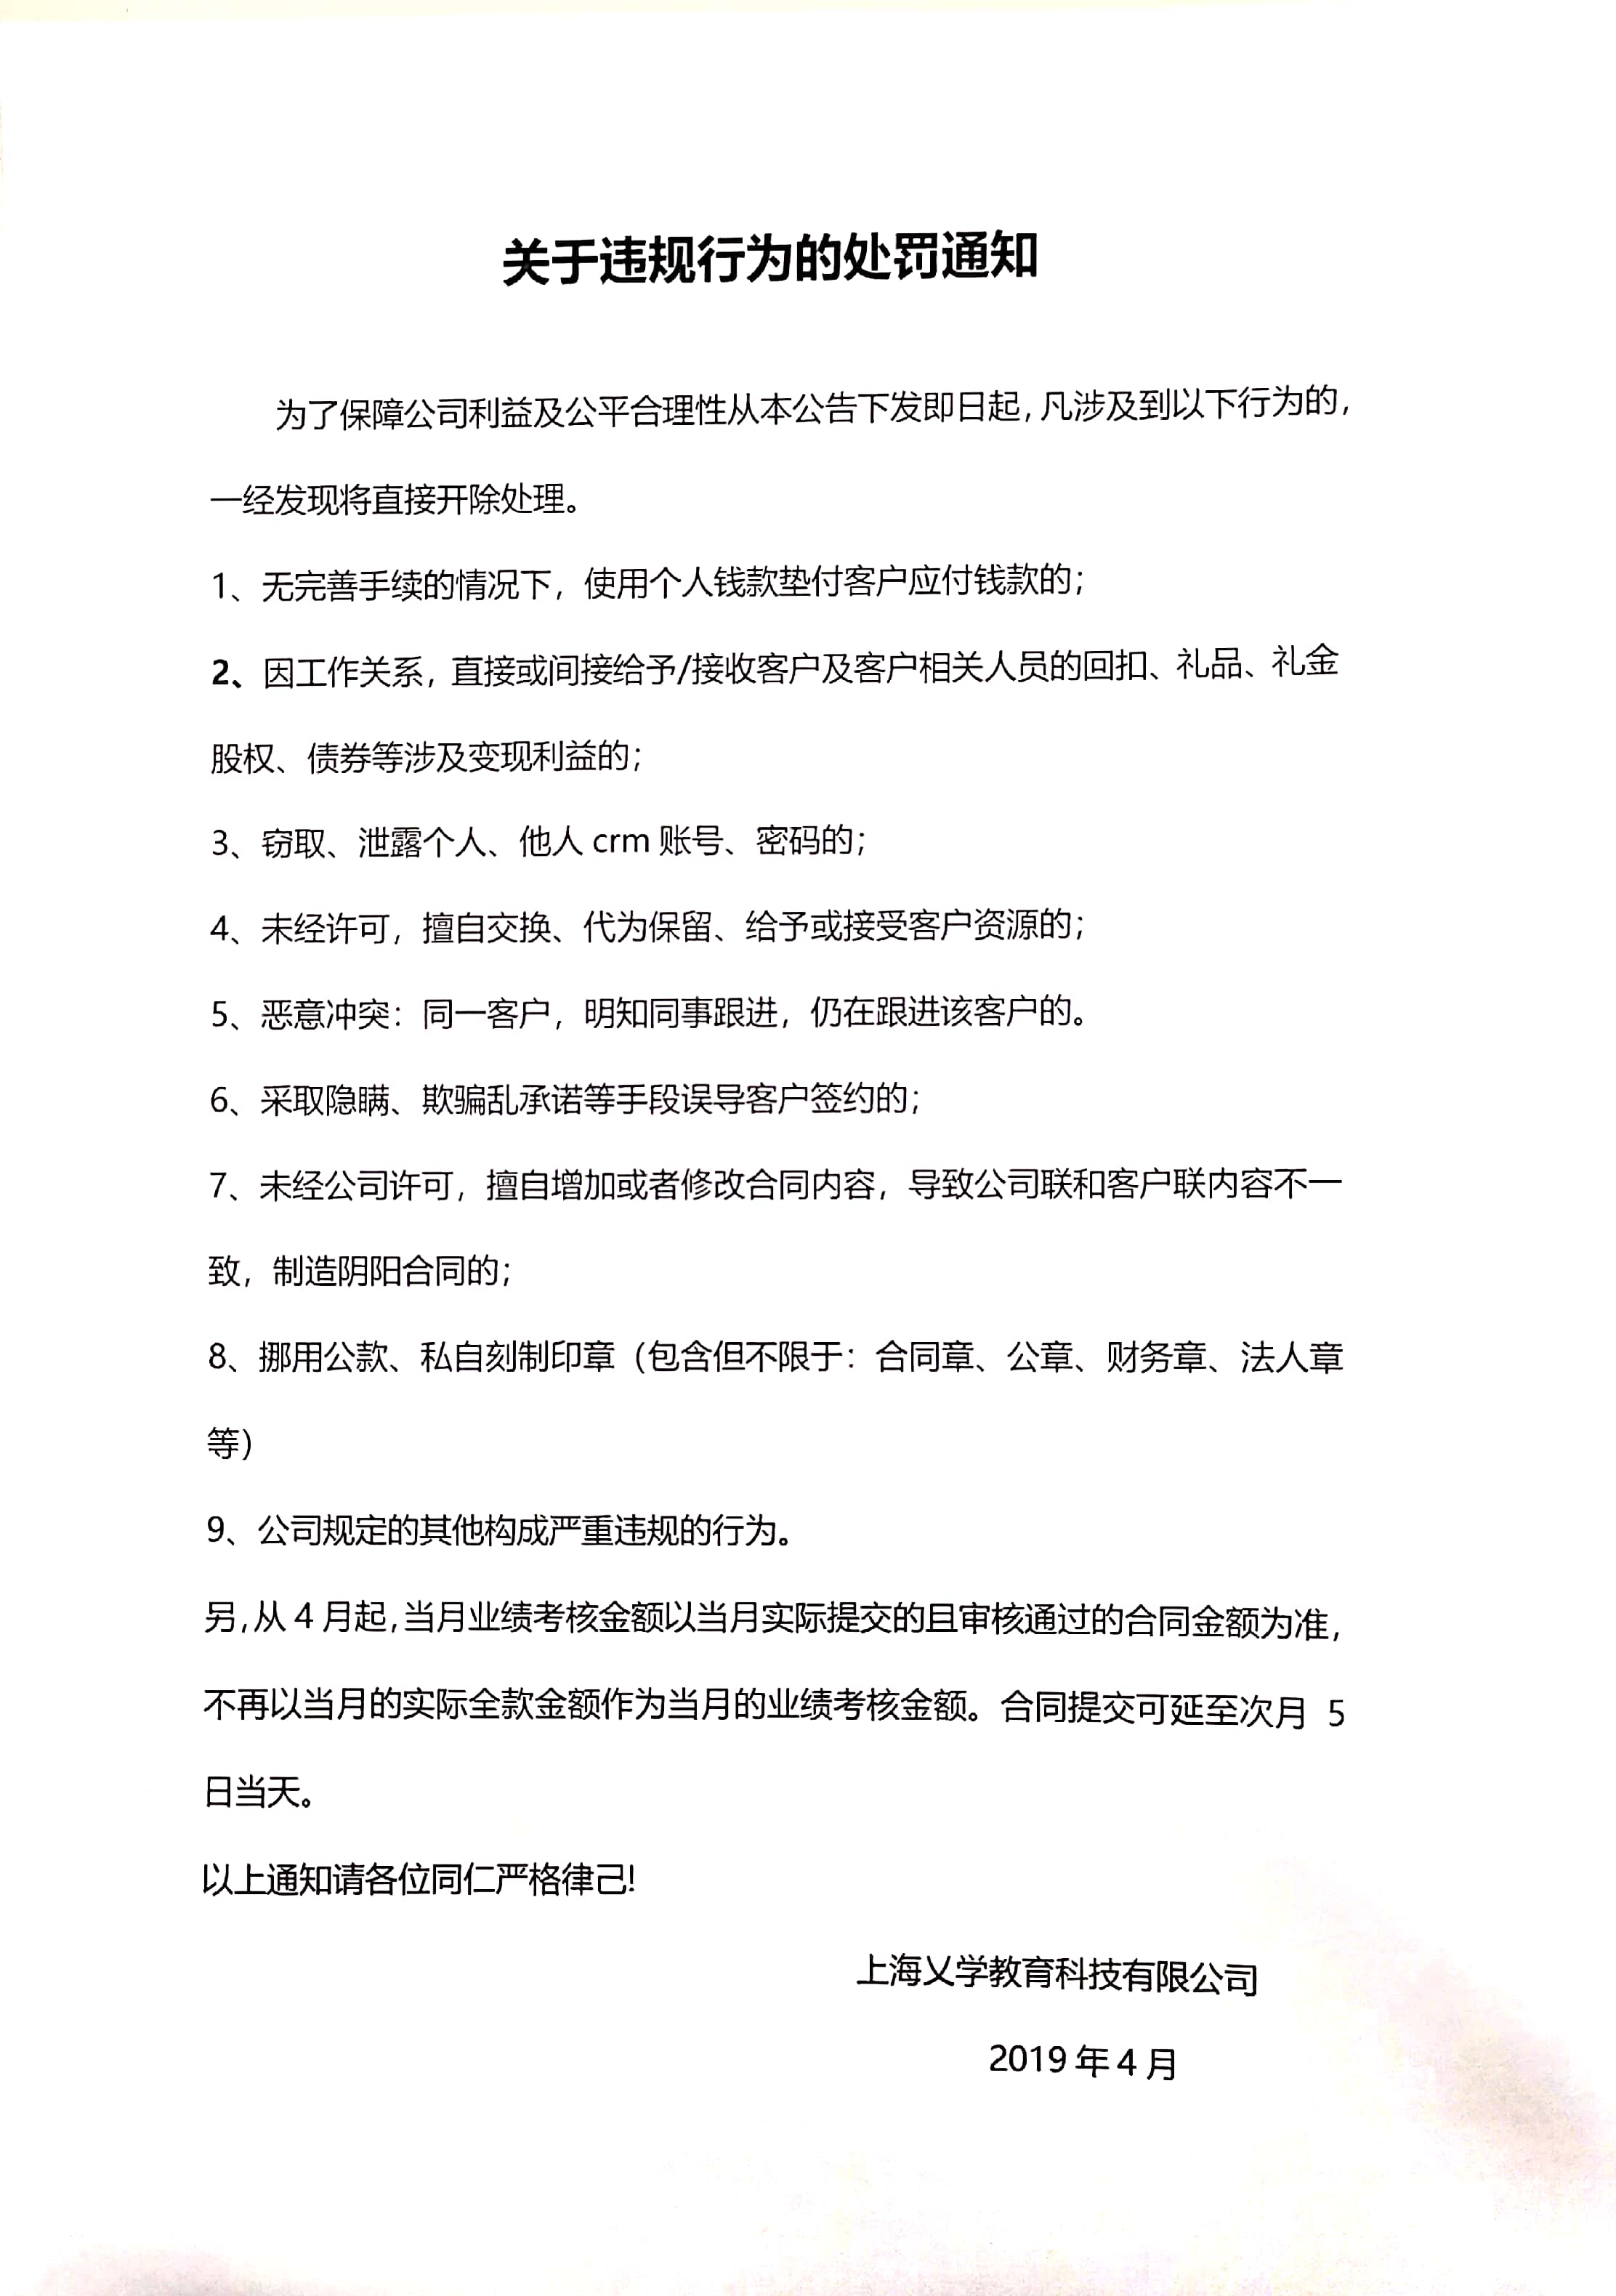 关于违规行为的处罚通知
为了保障公司利益及公平合理性从本公告下发即日起，凡涉及到以下行为的，
一经发现将直接开除处理。
1、无完善手续的情况下，使用个人钱款垫付客户应付钱款的；
2、因工作关系，直接或间接给予/接收客户及客户相关人员的回扣、礼品、礼金
股权、债券等涉及变现利益的；
3、窃取、泄露个人、他人 crm 账号、密码的；
4、未经许可，擅自交换、代为保留、给予或接受客户资源的；
5、恶意冲突：同一客户，明知同事跟进，仍在跟进该客户的。
6、采取隐瞒、欺骗乱承诺等手段误导客户签约的；
7、未经公司许可，擅自增加或者修改合同内容，导致公司联和客户联内容不一
致，制造阴阳合同的；
8、挪用公款、私自刻制印章（包含但不限于：合同章、公章、财务章、法人章
等）
9、公司规定的其他构成严重违规的行为。
另，从 4 月起，当月业绩考核金额以当月实际提交的且审核通过的合同金额为准，
不再以当月的实际全款金额作为当月的业绩考核金额。合同提交可延至次月 5
日当天。
以上通知请各位同仁严格律己!
上海乂学教育科技有限公司
2019 年 4 月